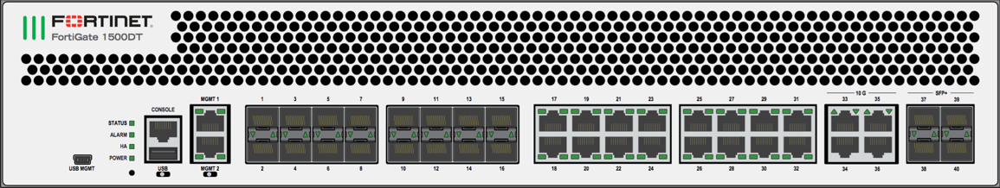 FORTINET
FortiGate 1500DT
10 G SFP+
MGMT 1 1 3 5 7 9 11 13 15 17 19 21 23 25 27 29 31 33 35 37 39
CONSOLE
STATUS
ALARM
HA
POWER
USB MGMT USB MGMT 2 2 4 6 8 10 12 14 16 18 20 22 24 26 28 30 32 34 36 38 40